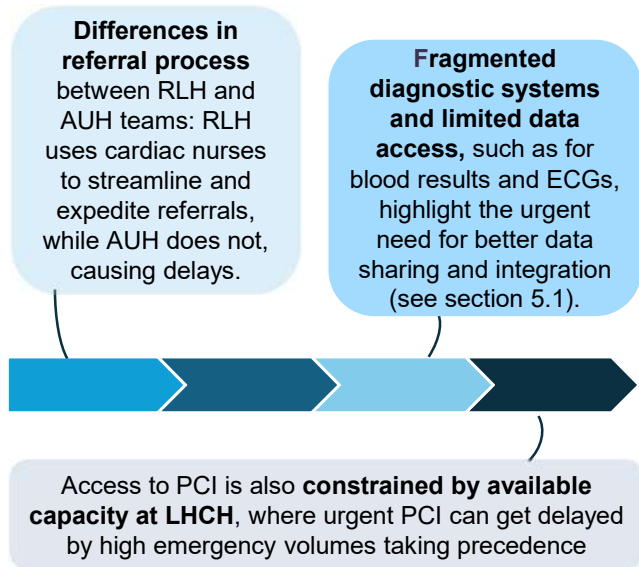 Differences in
referral process
between RLH and
AUH teams: RLH
uses cardiac nurses
to streamline and
expedite referrals,
while AUH does not,
causing delays.
Fragmented
diagnostic systems
and limited data
access, such as for
blood results and ECGs,
highlight the urgent
need for better data
sharing and integration
(see section 5.1).
Access to PCI is also constrained by available
capacity at LHCH, where urgent PCI can get delayed
by high emergency volumes taking precedence